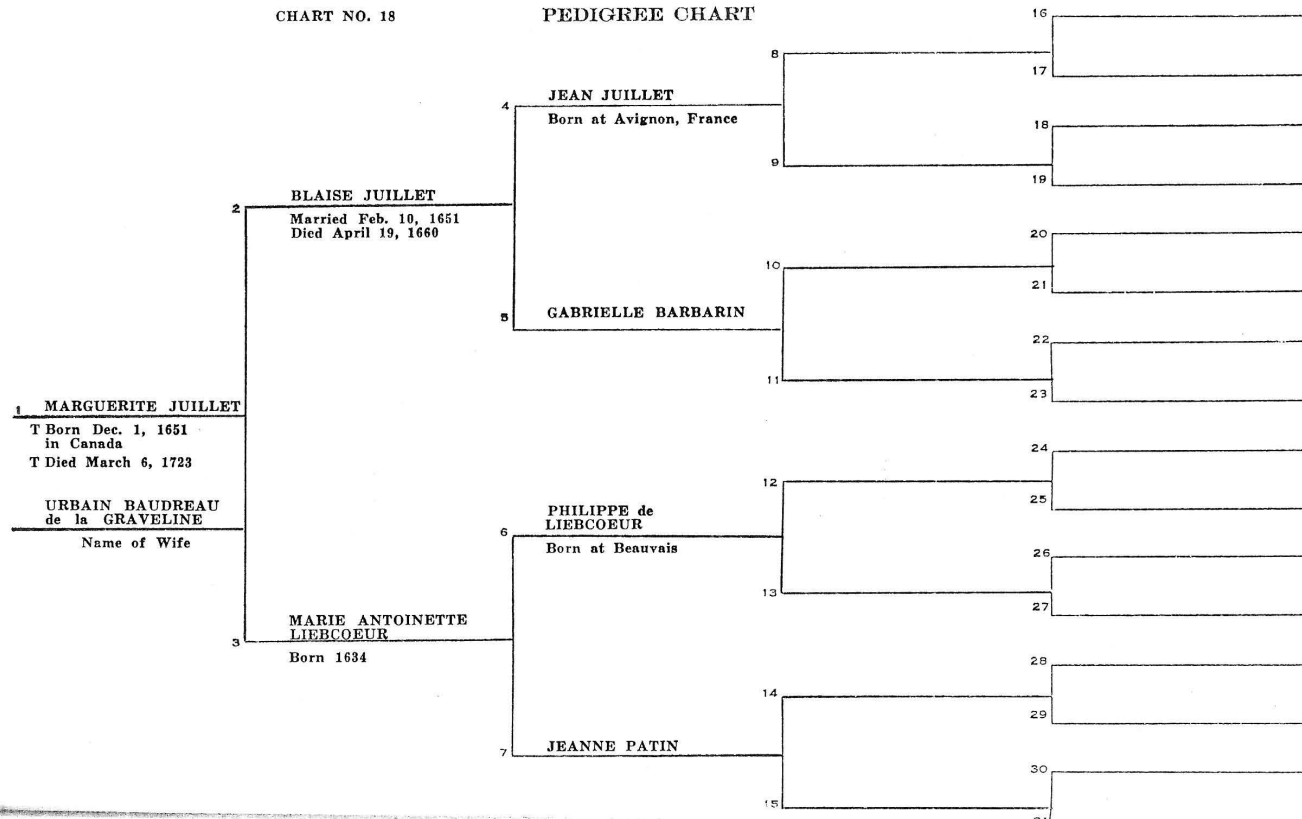 CHART NO. 18
PEDIGREE CHART
1
MARGUERITE JUILLET
T Born Dec. 1, 1651
in Canada
T Died March 6, 1723
URBAIN BAUDREAU
de la GRAVELINE
Name of Wife
2
BLAISE JUILLET
Married Feb. 10, 1651
Died April 19, 1660
3
MARIE ANTOINETTE
LIEBCOEUR
Born 1634
4
JEAN JUILLET
Born at Avignon, France
5
GABRIELLE BARBARIN
6
PHILIPPE de
LIEBCOEUR
Born at Beauvais
7
JEANNE PATIN
8
9
10
11
12
13
14
15
16
17
18
19
20
21
22
23
24
25
26
27
28
29
30